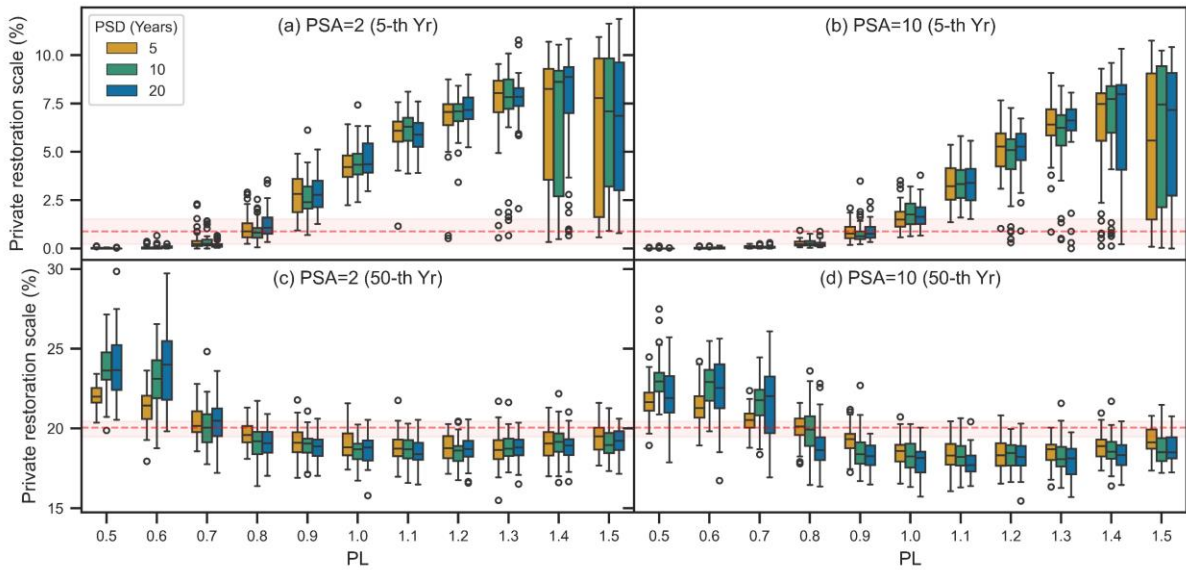 PSD (Years)
5
10
20
(a) PSA=2 (5-th Yr)
(b) PSA=10 (5-th Yr)
Private restoration scale (%)
10.0
7.5
5.0
2.5
0.0
(c) PSA=2 (50-th Yr)
(d) PSA=10 (50-th Yr)
Private restoration scale (%)
30
25
20
15
0.5 0.6 0.7 0.8 0.9 1.0 1.1 1.2 1.3 1.4 1.5
0.5 0.6 0.7 0.8 0.9 1.0 1.1 1.2 1.3 1.4 1.5
PL
PL